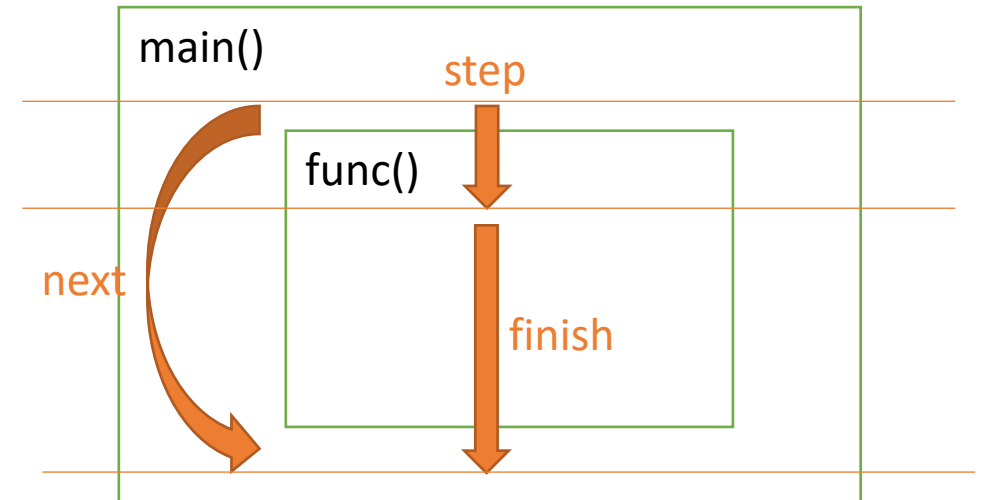 main()
step
func()
next
finish